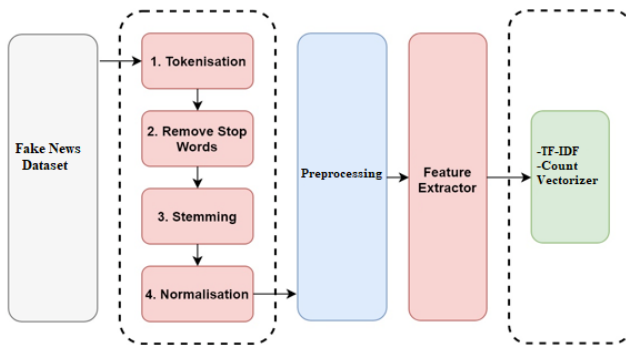 Fake News
Dataset
1. Tokenisation
2. Remove Stop
Words
3. Stemming
4. Normalisation
Preprocessing
Feature
Extractor
-TF-IDF
-Count
Vectorizer